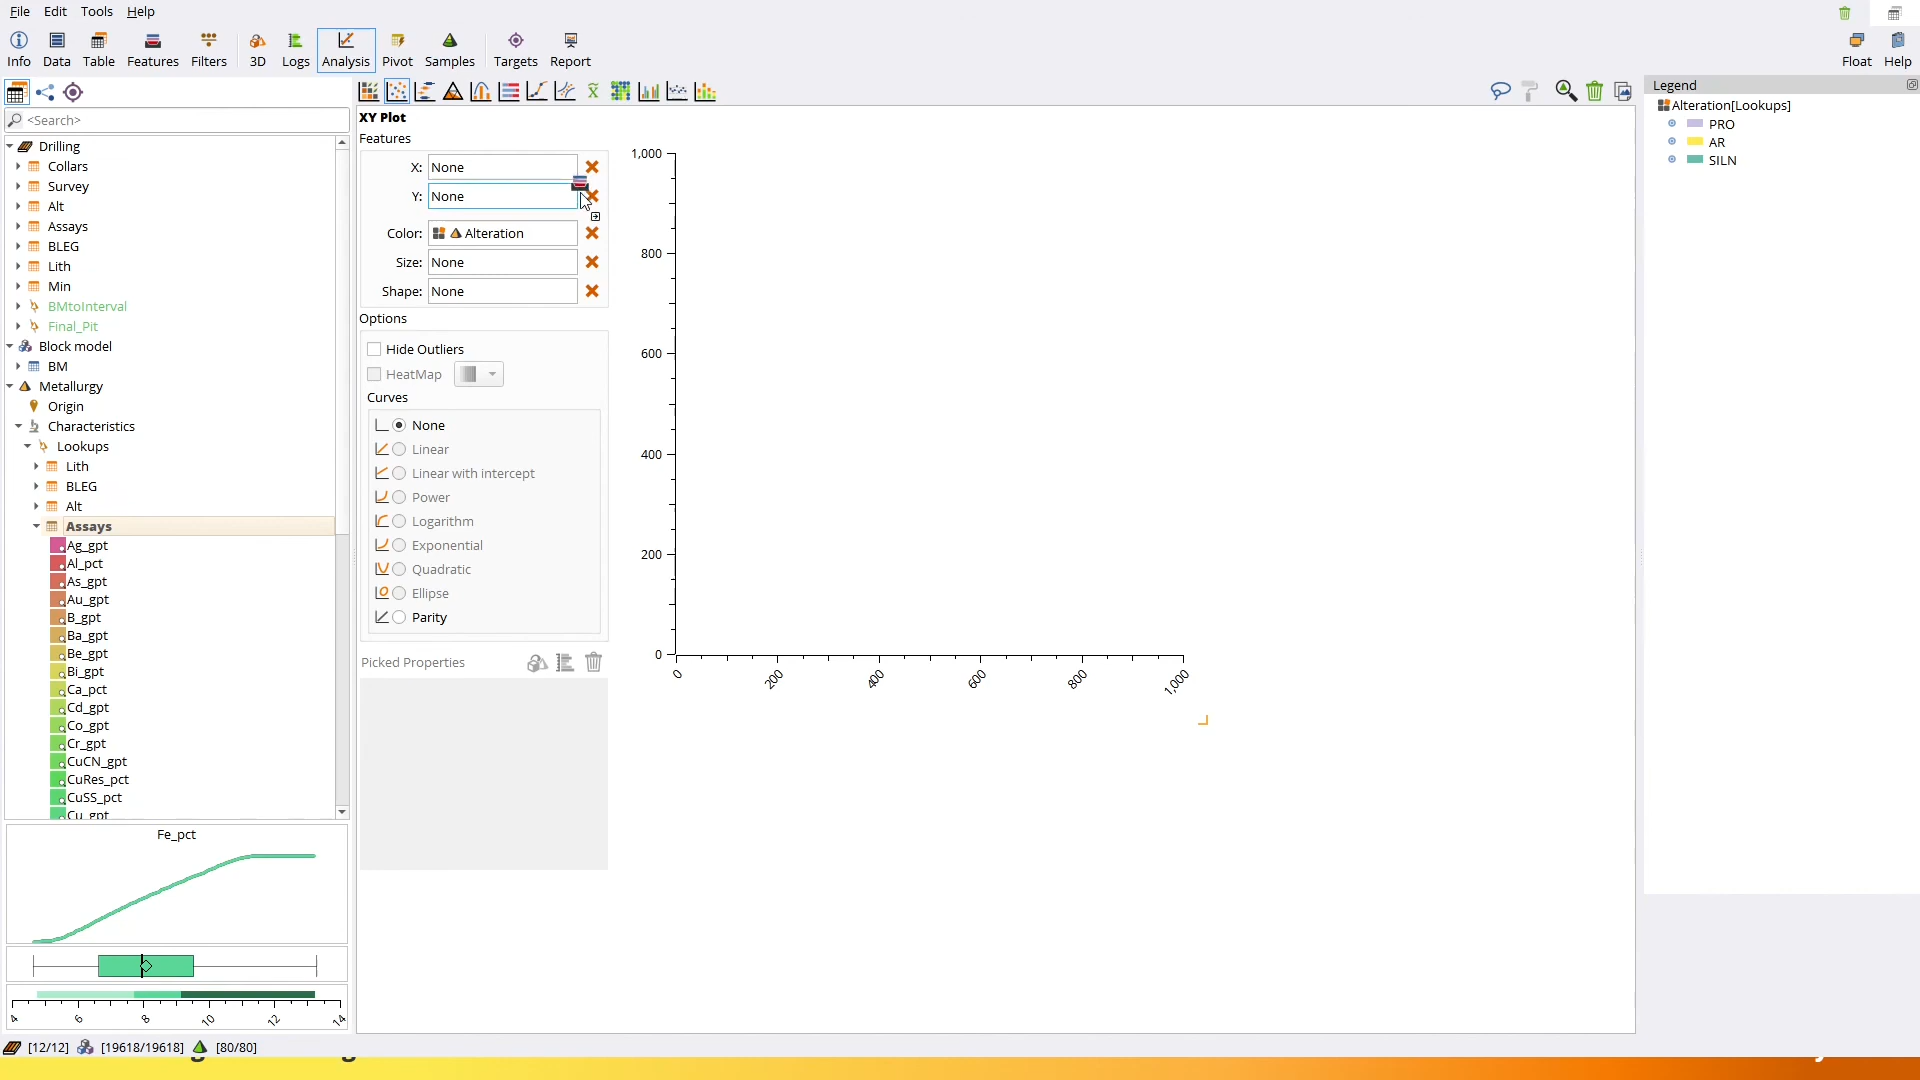 File Edit Tools Help
Info Data Table Features Filters 3D Logs Analysis Pivot Samples Targets Report Float Help
<Search>
Drilling
Collars
Survey
Alt
Assays
BLEG
Lith
Min
BMtoInterval
Final_Pit
Block model
BM
Metallurgy
Origin
Characteristics
Lookups
Lith
BLEG
Alt
Assays
Ag_gpt
Al_pct
As_gpt
Au_gpt
B_gpt
Ba_gpt
Be_gpt
Bi_gpt
Ca_pct
Cd_gpt
Co_gpt
Cr_gpt
CuCN_gpt
CuRes_pct
CuSS_pct
Cu_gpt
Fe_pct
4 6 8 10 12 14
XY Plot
Features
X: None
Y: None
Color: Alteration
Size: None
Shape: None
Options
Hide Outliers
HeatMap
Curves
None
Linear
Linear with intercept
Power
Logarithm
Exponential
Quadratic
Ellipse
Parity
Picked Properties
1,000
800
600
400
200
0
0 200 400 600 800 1,000
Legend
Alteration[Lookups]
PRO
AR
SILN
[12/12] [19618/19618] [80/80]